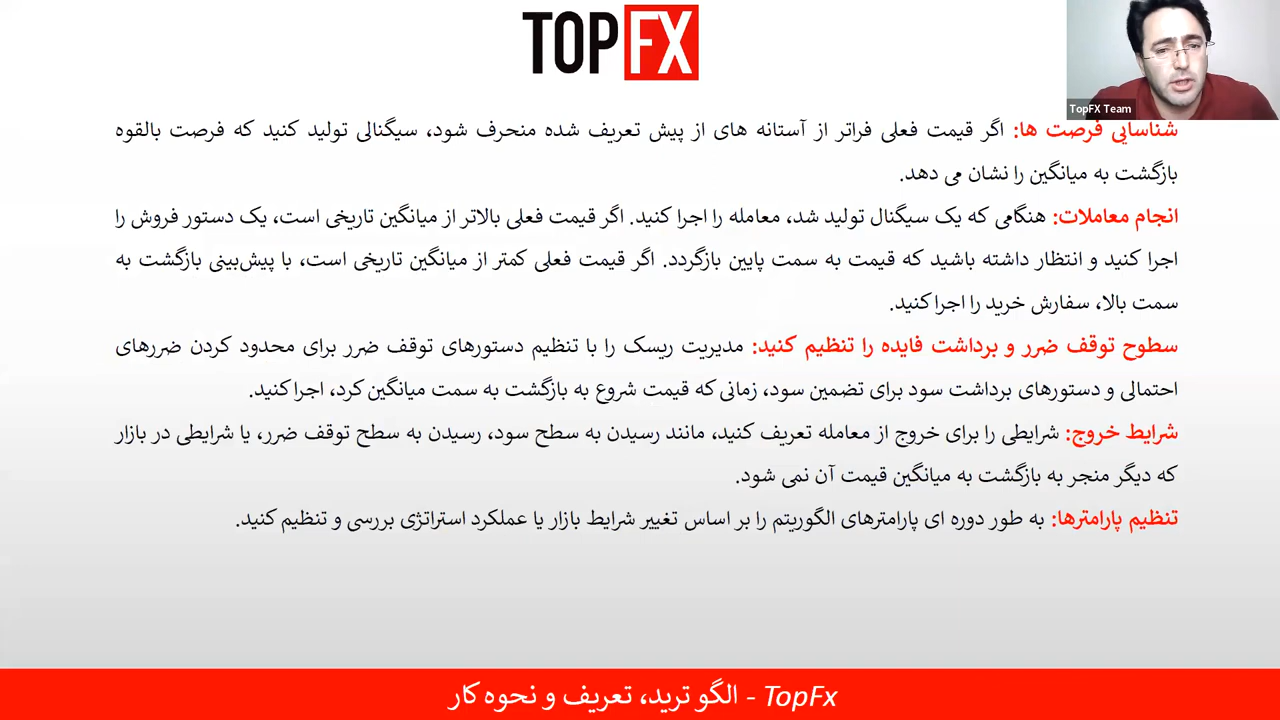 TOPFX
TopFX Team
شناسایی فرصت ها: اگر قیمت فعلی فراتر از آستانه های از پیش تعریف شده منحرف شود، سیگنالی تولید کنید که فرصت بالقوه
بازگشت به میانگین را نشان می دهد.
انجام معاملات: هنگامی که یک سیگنال تولید شد، معامله را اجرا کنید. اگر قیمت فعلی بالاتر از میانگین تاریخی است، یک دستور فروش را
اجرا کنید و انتظار داشته باشید که قیمت به سمت پایین بازگردد. اگر قیمت فعلی کمتر از میانگین تاریخی است، با پیش‌بینی بازگشت به
سمت بالا، سفارش خرید را اجرا کنید.
سطوح توقف ضرر و برداشت فایده را تنظیم کنید: مدیریت ریسک را با تنظیم دستورهای توقف ضرر برای محدود کردن ضررهای
احتمالی و دستورهای برداشت سود برای تضمین سود، زمانی که قیمت شروع به بازگشت به سمت میانگین کرد، اجرا کنید.
شرایط خروج: شرایطی را برای خروج از معامله تعریف کنید، مانند رسیدن به سطح سود، رسیدن به سطح توقف ضرر، یا شرایطی در بازار
که دیگر منجر به بازگشت به میانگین قیمت آن نمی شود.
تنظیم پارامترها: به طور دوره ای پارامترهای الگوریتم را بر اساس تغییر شرایط بازار یا عملکرد استراتژی بررسی و تنظیم کنید.
TopFx - الگو ترید، تعریف و نحوه کار